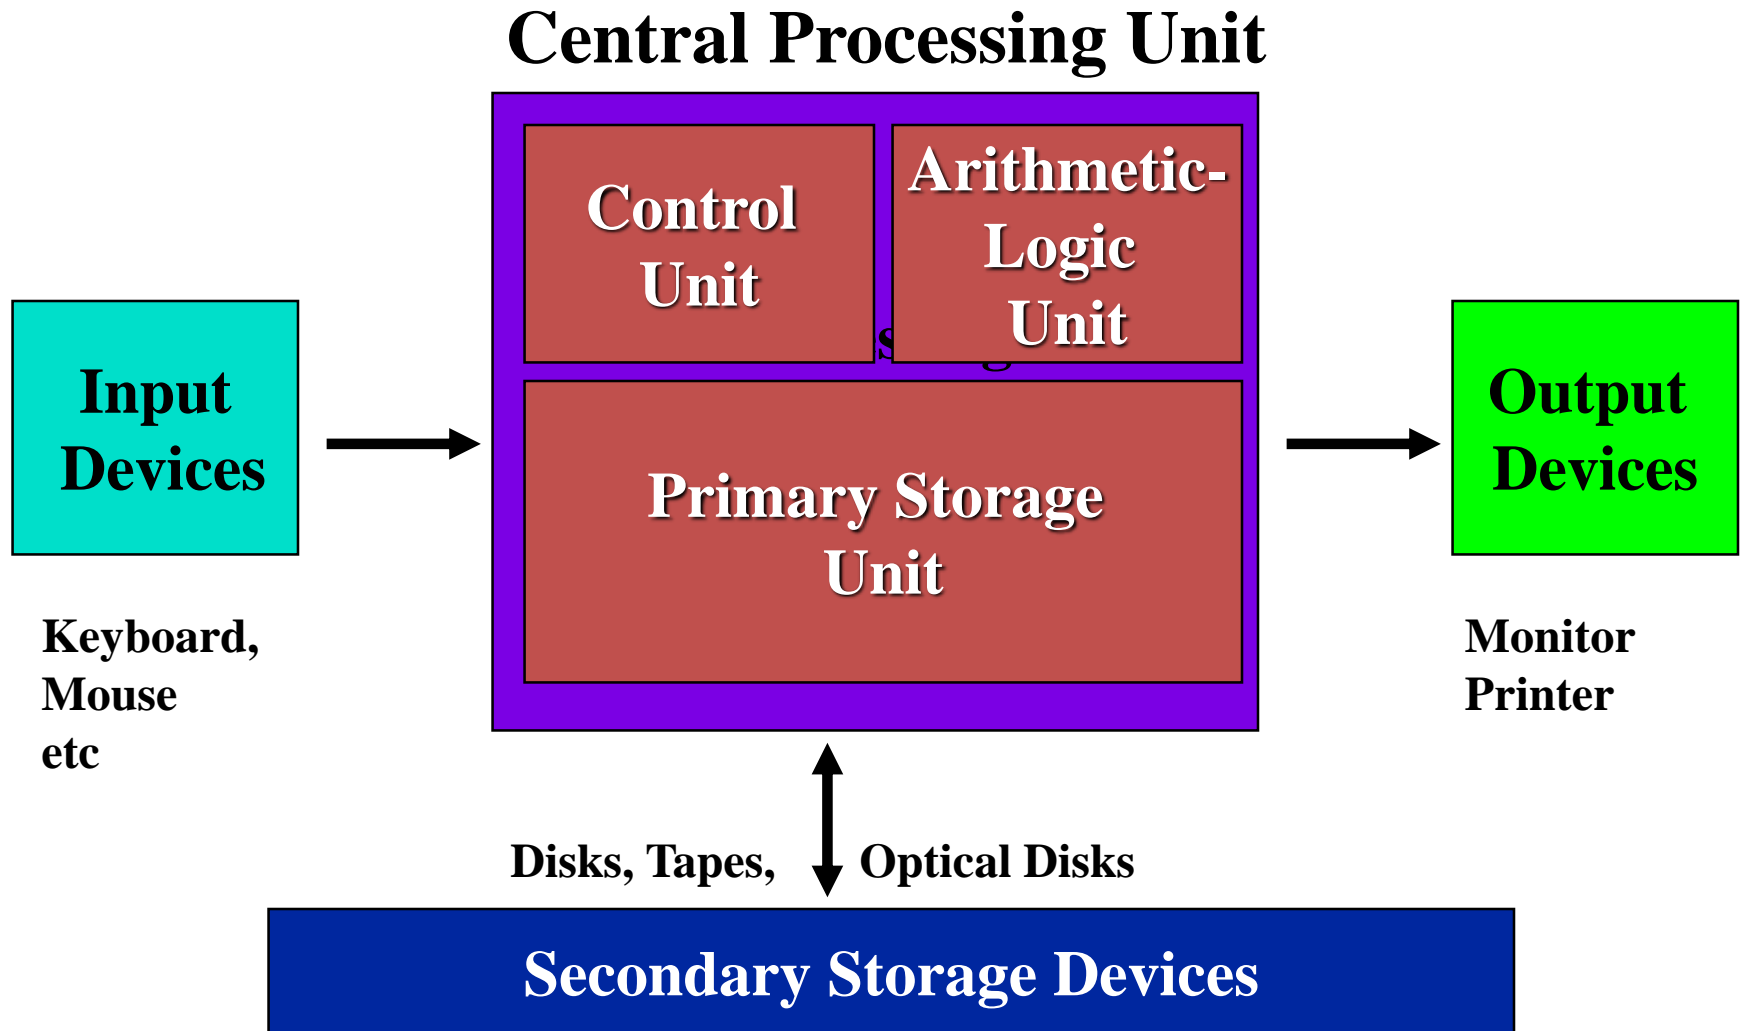 Central Processing Unit
Control
Unit
Arithmetic-
Logic
Unit
Input
Devices
Primary Storage
Unit
Output
Devices
Keyboard,
Mouse
etc
Monitor
Printer
Disks, Tapes,
Optical Disks
Secondary Storage Devices